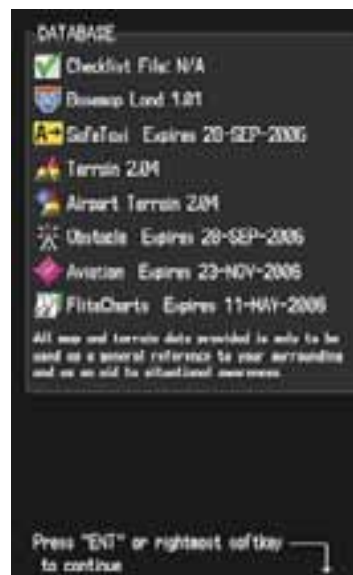 DATABASE
Checklist File: N/A
Basemap Land 1.01
A→ SafeTaxi Expires 28-SEP-2006
Terrain 2.04
Airport Terrain 2.04
Obstacle Expires 28-SEP-2006
Aviation Expires 23-NOV-2006
FliteCharts Expires 11-MAY-2006
All map and terrain data provided is only to be
used as a general reference to your surrounding
and as an aid to situational awareness
Press "ENT" or rightmost softkey
to continue